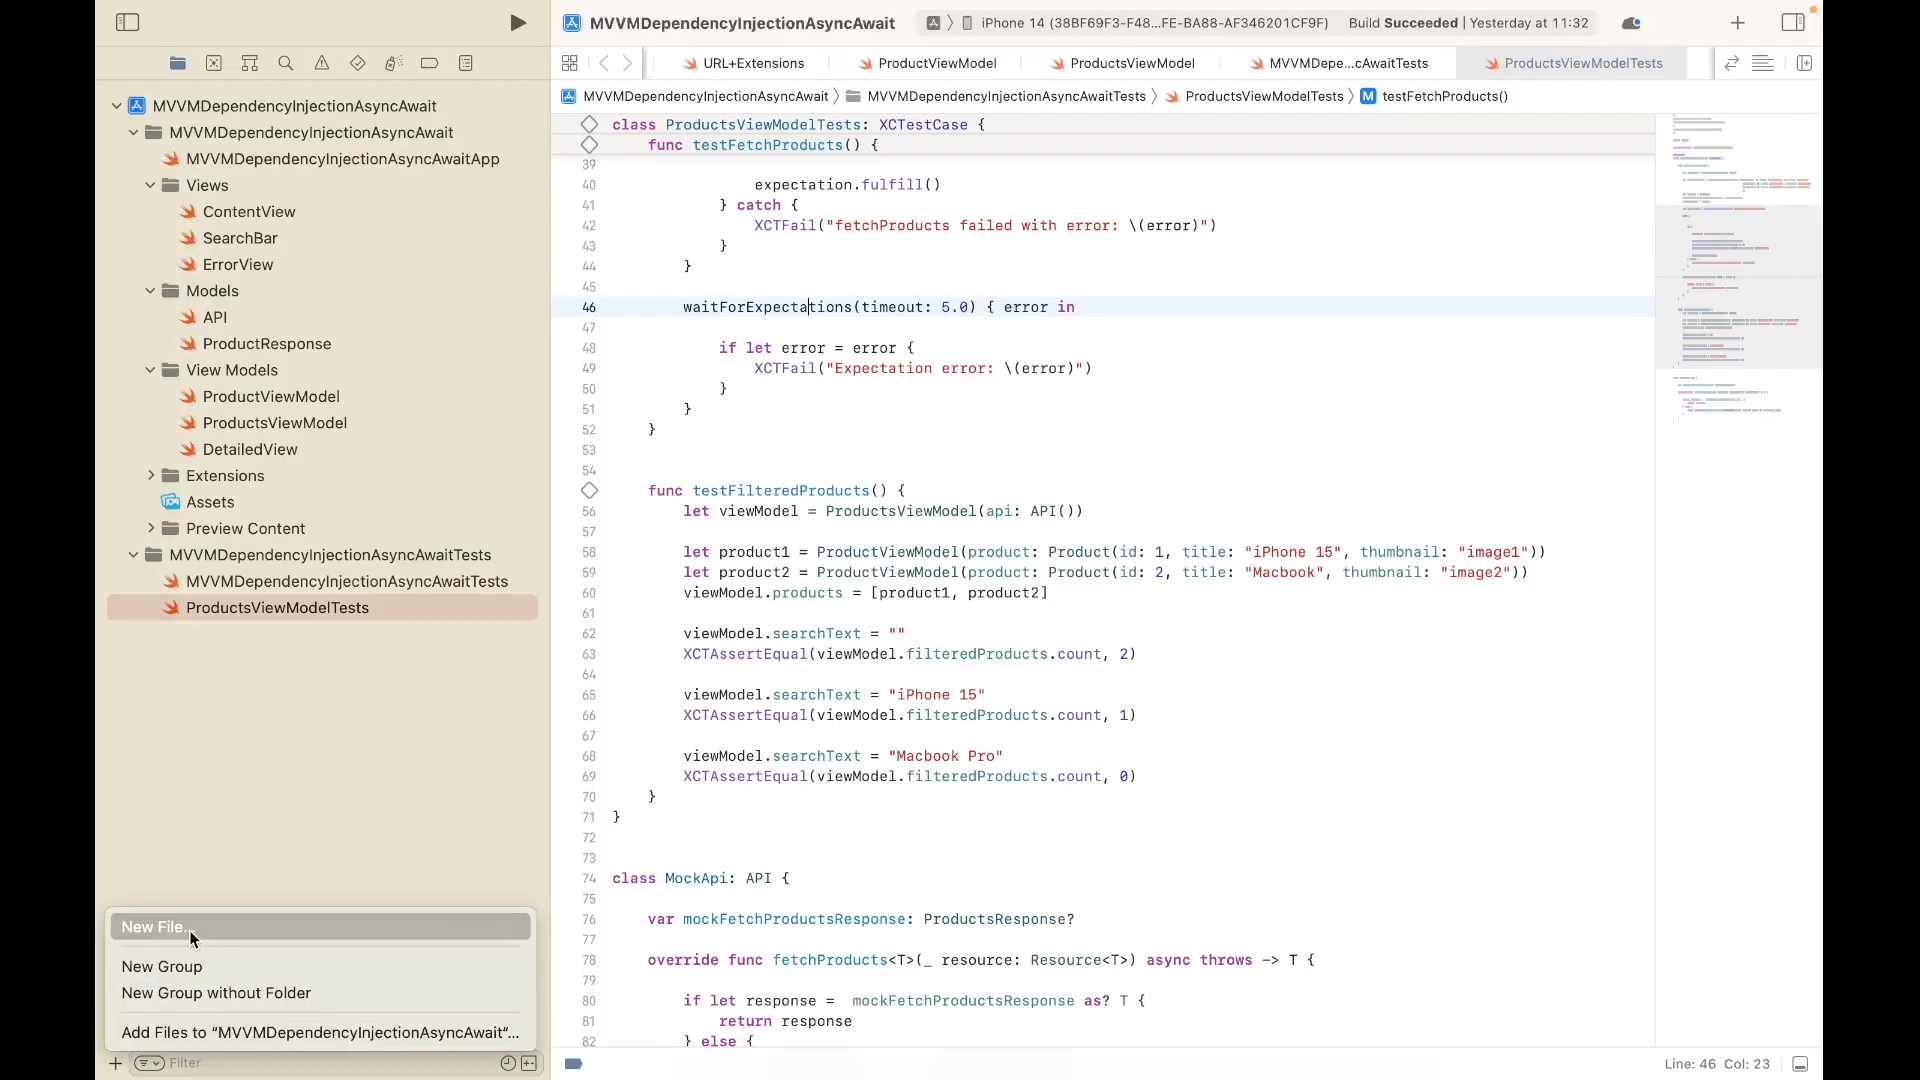 MVVMDependencyInjectionAsyncAwait
iPhone 14 (38BF69F3-F48...FE-BA88-AF346201CF9F)
Build Succeeded | Yesterday at 11:32
URL+Extensions
ProductViewModel
ProductsViewModel
MVVMDepe...cAwaitTests
ProductsViewModelTests
MVVMDependencyInjectionAsyncAwait
MVVMDependencyInjectionAsyncAwaitTests
ProductsViewModelTests
M testFetchProducts()
MVVMDependencyInjectionAsyncAwait
MVVMDependencyInjectionAsyncAwait
MVVMDependencyInjectionAsyncAwaitApp
Views
ContentView
SearchBar
ErrorView
Models
API
ProductResponse
View Models
ProductViewModel
ProductsViewModel
DetailedView
Extensions
Assets
Preview Content
MVVMDependencyInjectionAsyncAwaitTests
MVVMDependencyInjectionAsyncAwaitTests
ProductsViewModelTests
New File...
New Group
New Group without Folder
Add Files to “MVVMDependencyInjectionAsyncAwait”...
Filter
class ProductsViewModelTests: XCTestCase {
func testFetchProducts() {
39
40 expectation.fulfill()
41 } catch {
42 XCTFail("fetchProducts failed with error: \(error)")
43 }
44 }
45
46 waitForExpectations(timeout: 5.0) { error in
47
48 if let error = error {
49 XCTFail("Expectation error: \(error)")
50 }
51 }
52 }
53
54
func testFilteredProducts() {
56 let viewModel = ProductsViewModel(api: API())
57
58 let product1 = ProductViewModel(product: Product(id: 1, title: "iPhone 15", thumbnail: "image1"))
59 let product2 = ProductViewModel(product: Product(id: 2, title: "Macbook", thumbnail: "image2"))
60 viewModel.products = [product1, product2]
61
62 viewModel.searchText = ""
63 XCTAssertEqual(viewModel.filteredProducts.count, 2)
64
65 viewModel.searchText = "iPhone 15"
66 XCTAssertEqual(viewModel.filteredProducts.count, 1)
67
68 viewModel.searchText = "Macbook Pro"
69 XCTAssertEqual(viewModel.filteredProducts.count, 0)
70 }
71 }
72
73
74 class MockApi: API {
75
76 var mockFetchProductsResponse: ProductsResponse?
77
78 override func fetchProducts<T>(_ resource: Resource<T>) async throws -> T {
79
80 if let response = mockFetchProductsResponse as? T {
81 return response
82 } else {
Line: 46 Col: 23